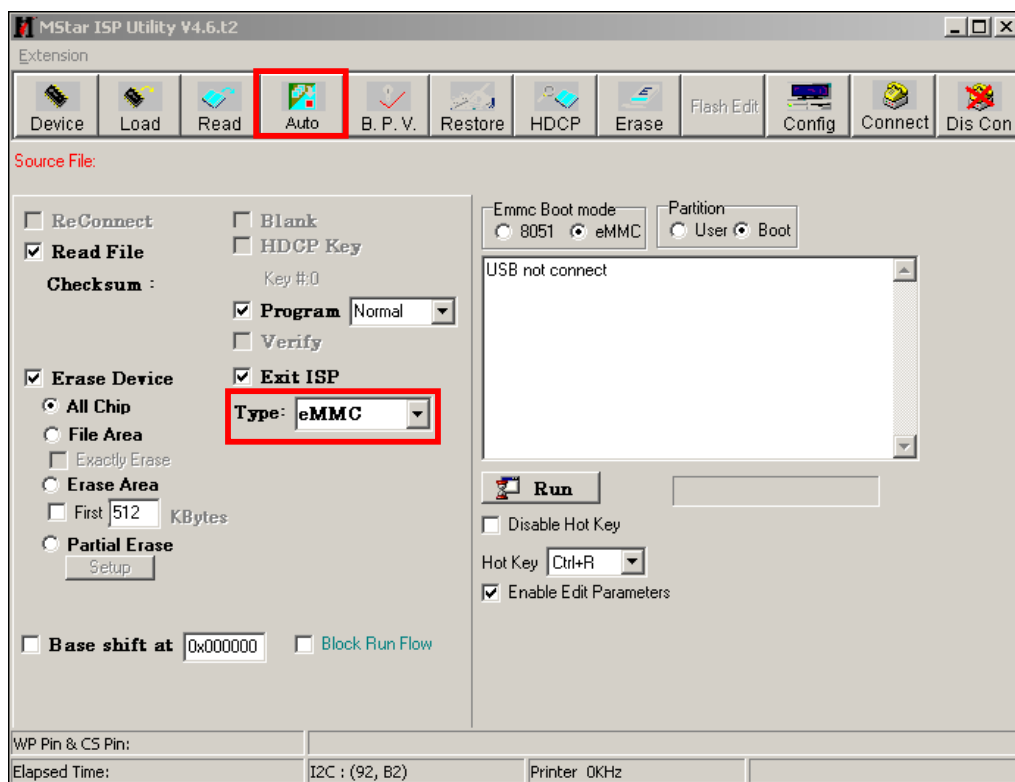 MStar ISP Utility V4.6.t2
Extension
Device Load Read Auto B. P. V. Restore HDCP Erase Flash Edit Config Connect Dis Con
Source File:
ReConnect
Read File
Checksum :
Blank
HDCP Key
Key #:0
Program Normal
Verify
Erase Device
Exit ISP
All Chip
Type: eMMC
File Area
Exactly Erase
Erase Area
First 512 KBytes
Partial Erase
Setup
Base shift at 0x000000
Block Run Flow
Emmc Boot mode
8051 eMMC
Partition
User Boot
USB not connect
Run
Disable Hot Key
Hot Key Ctrl+R
Enable Edit Parameters
WP Pin & CS Pin:
Elapsed Time:
I2C : (92, B2)
Printer 0KHz